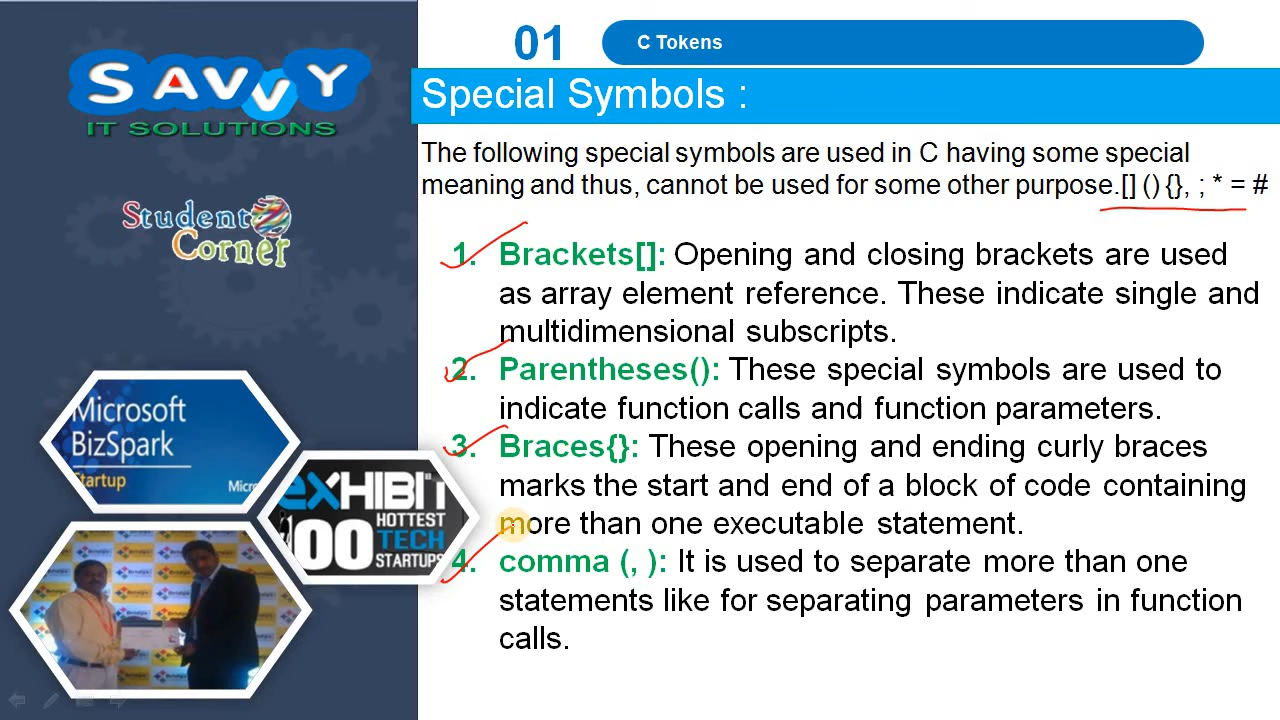 SAVVY
IT SOLUTIONS
Student
Corner
Microsoft
BizSpark
Startup
Micros
eXHIBIT
100
HOTTEST
TECH
STARTUPS
01
C Tokens
Special Symbols :
The following special symbols are used in C having some special
meaning and thus, cannot be used for some other purpose.[] () {}, ; * = #
1. Brackets[]: Opening and closing brackets are used
as array element reference. These indicate single and
multidimensional subscripts.
2. Parentheses(): These special symbols are used to
indicate function calls and function parameters.
3. Braces{}: These opening and ending curly braces
marks the start and end of a block of code containing
more than one executable statement.
4. comma (, ): It is used to separate more than one
statements like for separating parameters in function
calls.